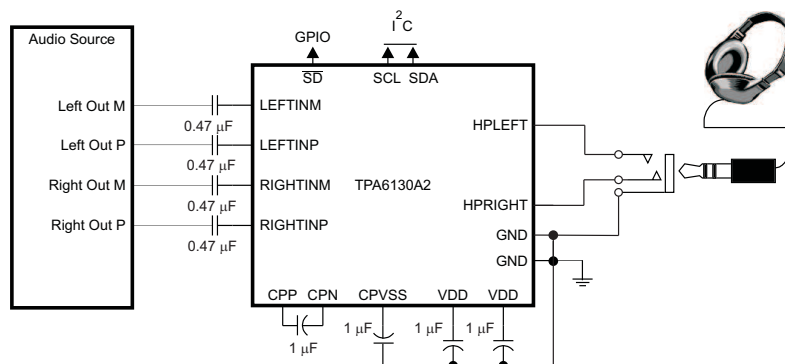 Audio Source
Left Out M
Left Out P
Right Out M
Right Out P
0.47 μF
0.47 μF
0.47 μF
0.47 μF
GPIO
I2C
SD
SCL SDA
LEFTINM
LEFTINP
RIGHTINM
RIGHTINP
TPA6130A2
HPLEFT
HPRIGHT
GND
GND
CPP CPN CPVSS VDD VDD
1 μF
1 μF
1 μF
1 μF